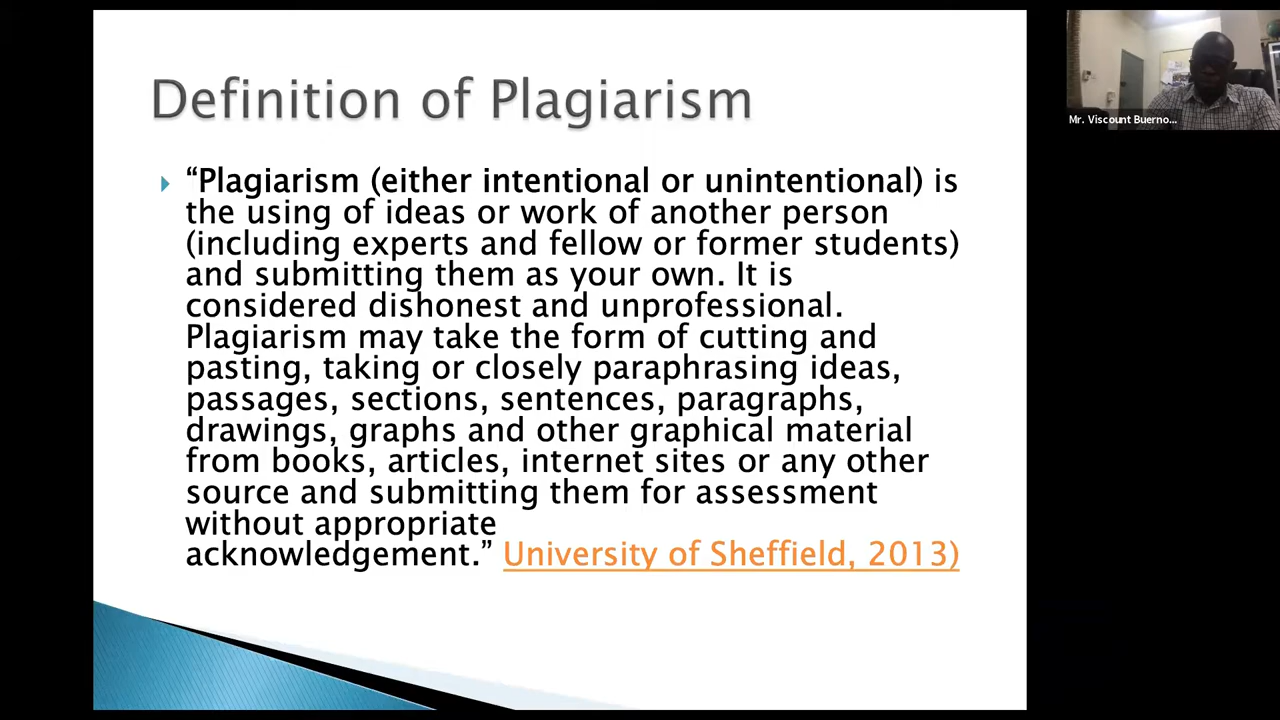 Definition of Plagiarism
“Plagiarism (either intentional or unintentional) is
the using of ideas or work of another person
(including experts and fellow or former students)
and submitting them as your own. It is
considered dishonest and unprofessional.
Plagiarism may take the form of cutting and
pasting, taking or closely paraphrasing ideas,
passages, sections, sentences, paragraphs,
drawings, graphs and other graphical material
from books, articles, internet sites or any other
source and submitting them for assessment
without appropriate
acknowledgement.” University of Sheffield, 2013)
Mr. Viscount Buerno...